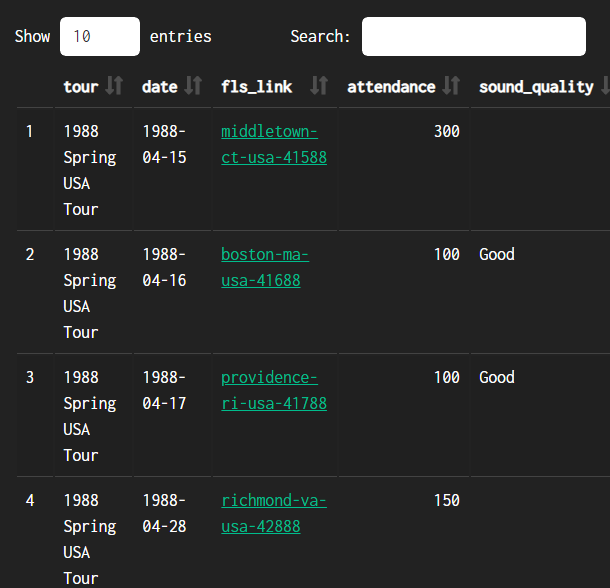 Show 10 entries Search:
tour date fls_link attendance sound_quality
1 1988 1988- middletown- 300
Spring 04-15 ct-usa-41588
USA
Tour
2 1988 1988- boston-ma- 100 Good
Spring 04-16 usa-41688
USA
Tour
3 1988 1988- providence- 100 Good
Spring 04-17 ri-usa-41788
USA
Tour
4 1988 1988- richmond-va- 150
Spring 04-28 usa-42888
USA
Tour